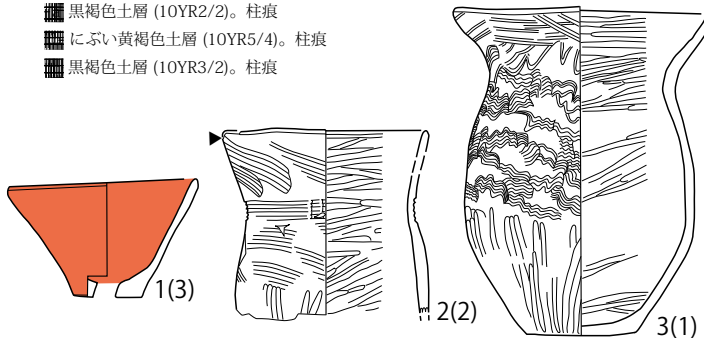 黒褐色土層 (10YR2/2)。柱痕
にぶい黄褐色土層 (10YR5/4)。柱痕
黒褐色土層 (10YR3/2)。柱痕
1(3)
2(2)
3(1)